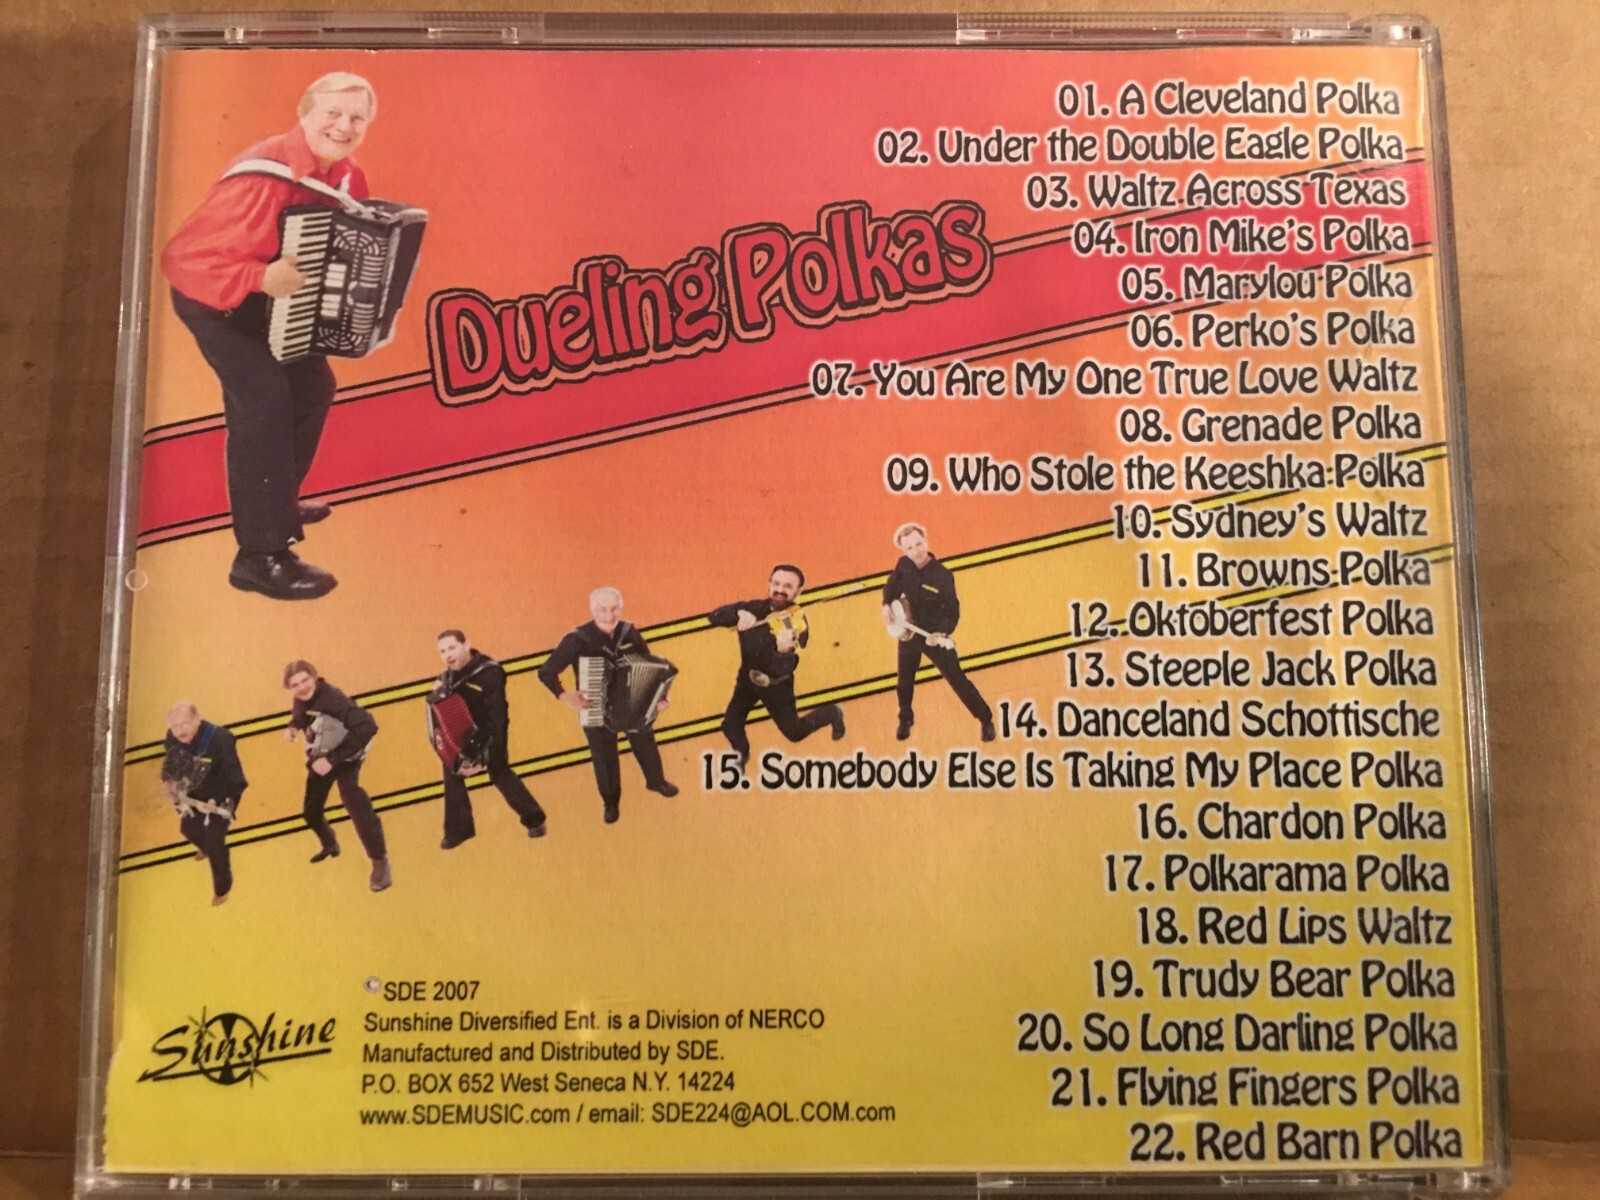 Dueling Polkas
01. A Cleveland Polka
02. Under the Double Eagle Polka
03. Waltz Across Texas
04. Iron Mike's Polka
05. Marylou Polka
06. Perko's Polka
07. You Are My One True Love Waltz
08. Grenade Polka
09. Who Stole the Keeshka Polka
10. Sydney's Waltz
11. Browns Polka
12. Oktoberfest Polka
13. Steeple Jack Polka
14. Danceland Schottische
15. Somebody Else Is Taking My Place Polka
16. Chardon Polka
17. Polkarama Polka
18. Red Lips Waltz
19. Trudy Bear Polka
20. So Long Darling Polka
21. Flying Fingers Polka
22. Red Barn Polka
Sunshine
© SDE 2007
Sunshine Diversified Ent. is a Division of NERCO
Manufactured and Distributed by SDE.
P.O. BOX 652 West Seneca N.Y. 14224
www.SDEMUSIC.com / email: SDE224@AOL.COM.com